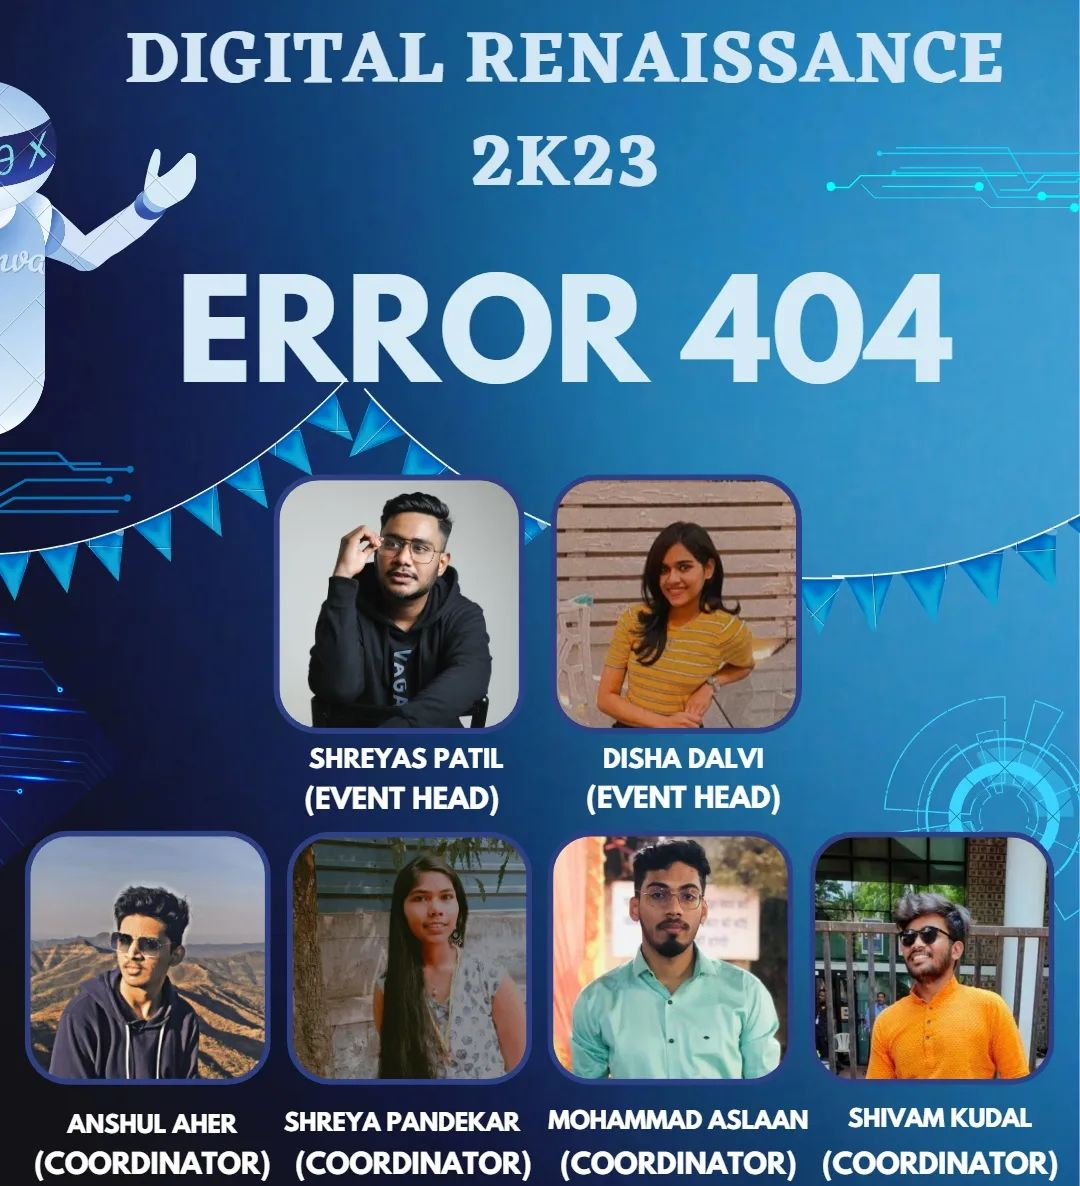 DIGITAL RENAISSANCE
2K23
ERROR 404
VAGA
SHREYAS PATIL
(EVENT HEAD)
DISHA DALVI
(EVENT HEAD)
ANSHUL AHER
(COORDINATOR)
SHREYA PANDEKAR
(COORDINATOR)
MOHAMMAD ASLAAN
(COORDINATOR)
SHIVAM KUDAL
(COORDINATOR)